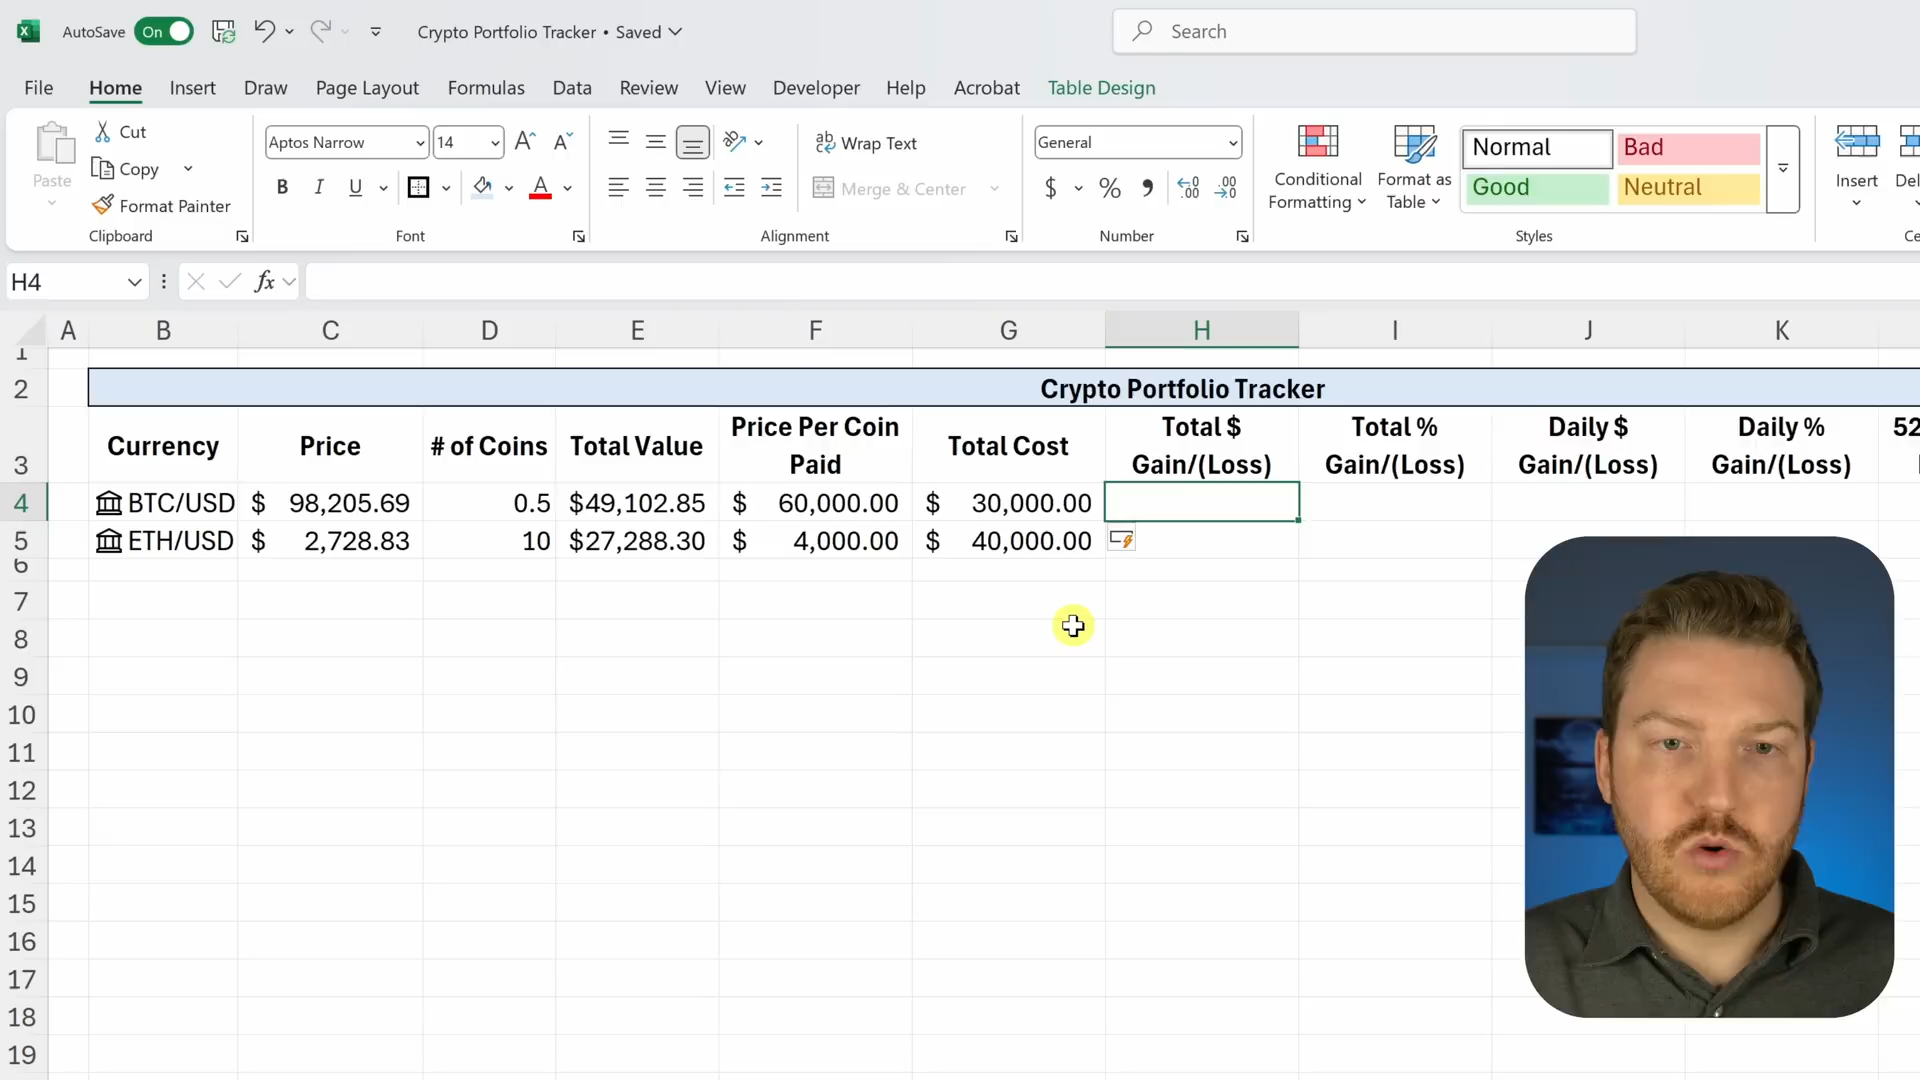 AutoSave On Crypto Portfolio Tracker • Saved Search
File Home Insert Draw Page Layout Formulas Data Review View Developer Help Acrobat Table Design
Paste
Cut
Copy
Format Painter
Clipboard
Aptos Narrow 14
B I U
Font
Wrap Text
Merge & Center
Alignment
General
$ % 9
Number
Conditional Formatting
Format as Table
Normal Bad
Good Neutral
Styles
Insert
H4 fx
A B C D E F G H I J K
1
2 Crypto Portfolio Tracker
3 Currency Price # of Coins Total Value Price Per Coin Paid Total Cost Total $ Gain/(Loss) Total % Gain/(Loss) Daily $ Gain/(Loss) Daily % Gain/(Loss) 52
4 BTC/USD $ 98,205.69 0.5 $49,102.85 $ 60,000.00 $ 30,000.00
5 ETH/USD $ 2,728.83 10 $27,288.30 $ 4,000.00 $ 40,000.00
6
7
8
9
10
11
12
13
14
15
16
17
18
19